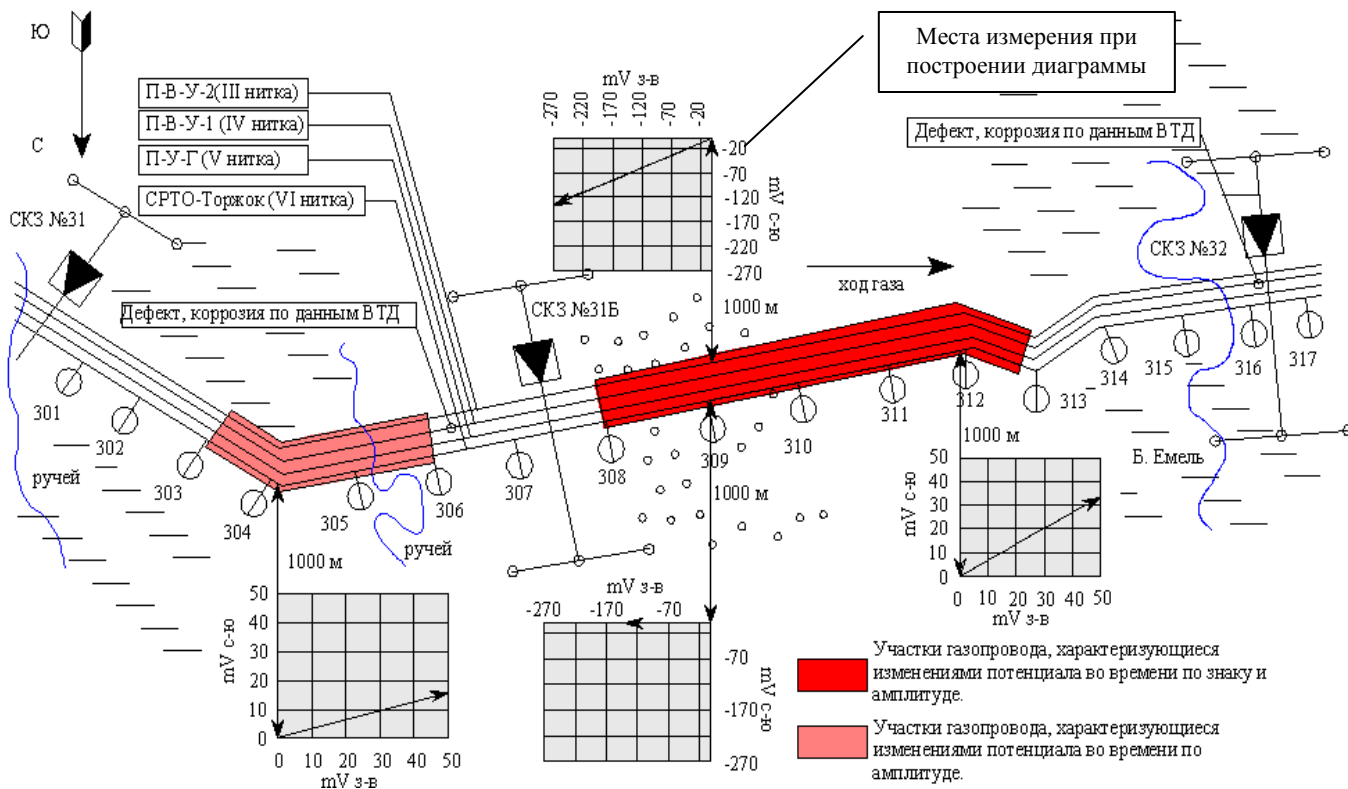 Ю
С
П-В-У-2(III нитка)
П-В-У-1 (IV нитка)
П-У-Г (V нитка)
СРТО-Торжок (VI нитка)
СКЗ №31
Дефект, коррозия по данным ВТД
СКЗ №31Б
mV з-в
-270
-220
-170
-120
-70
-20
-20
-70
-120
-170
-220
-270
mV с-ю
1000 м
Места измерения при
построении диаграммы
Дефект, коррозия по данным ВТД
ход газа
СКЗ №32
301
302
303
304
305
306
307
308
309
310
311
312
313
314
315
316
317
ручей
ручей
Б. Емель
1000 м
50
40
30
20
10
0
mV с-ю
0 10 20 30 40 50
mV з-в
1000 м
mV з-в
-270 -170 -70
-70
-170
-270
mV с-ю
1000 м
50
40
30
20
10
0
mV с-ю
0 10 20 30 40 50
mV з-в
Участки газопровода, характеризующиеся
изменениями потенциала во времени по знаку и
амплитуде.
Участки газопровода, характеризующиеся
изменениями потенциала во времени по
амплитуде.